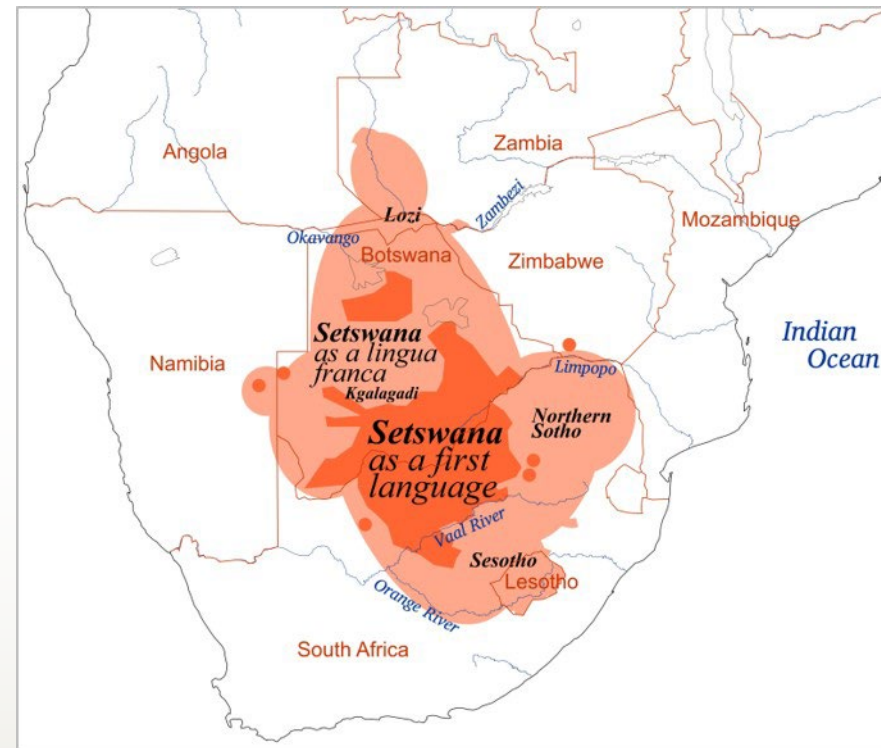 Angola
Zambia
Lozi
Zambezi
Mozambique
Okavango
Botswana
Zimbabwe
Setswana
as a lingua
franca
Kgalagadi
Namibia
Indian
Ocean
Limpopo
Northern
Sotho
Setswana
as a first
language
Vaal River
Sesotho
Lesotho
Orange River
South Africa